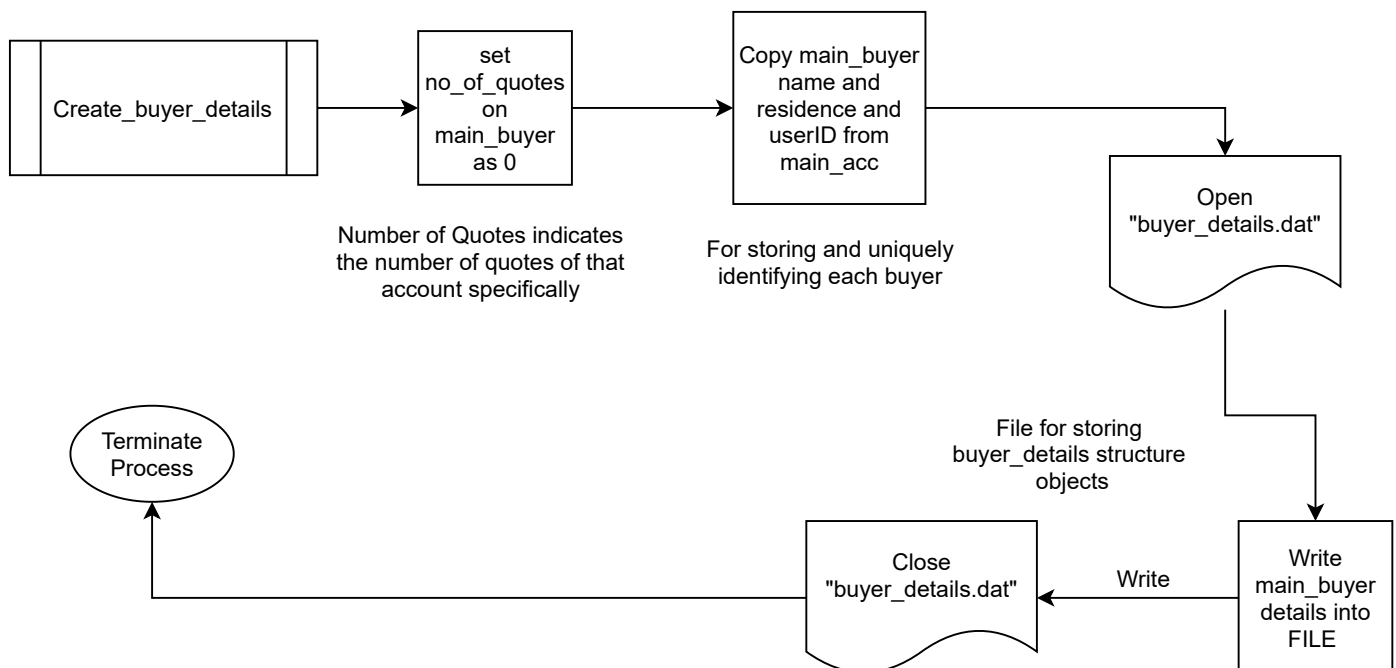 Create_buyer_details
set
no_of_quotes
on
main_buyer
as 0
Copy main_buyer
name and
residence and
userID from
main_acc
Open
"buyer_details.dat"
Number of Quotes indicates
the number of quotes of that
account specifically
For storing and uniquely
identifying each buyer
File for storing
buyer_details structure
objects
Write
main_buyer
details into
FILE
Write
Close
"buyer_details.dat"
Terminate
Process